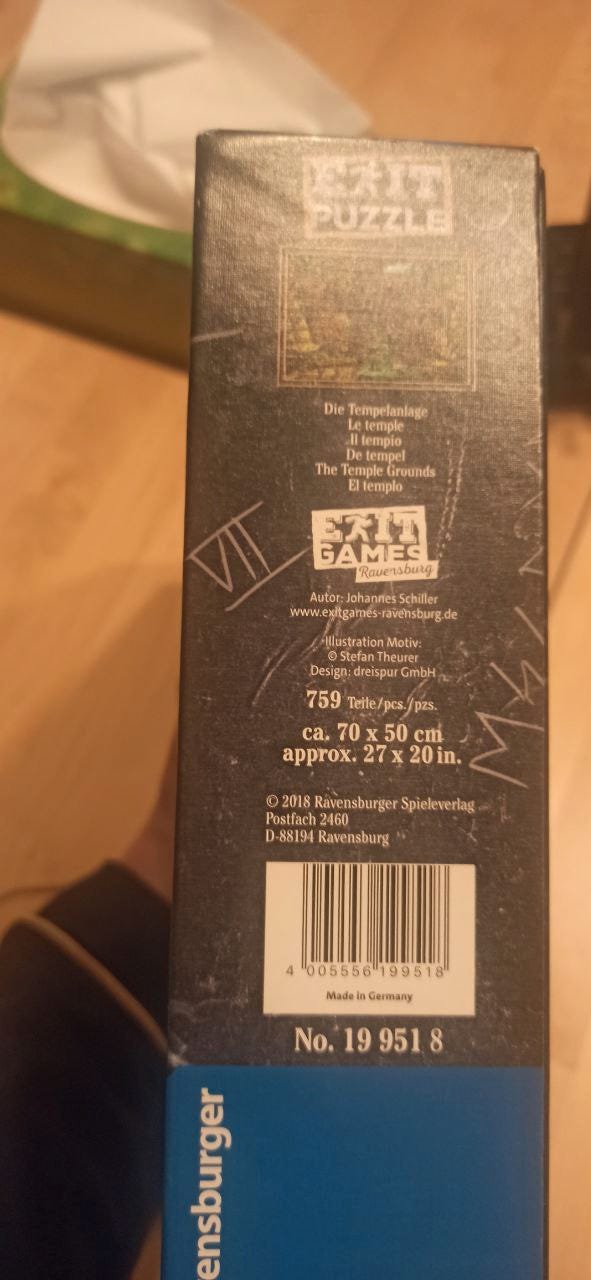 EXIT
PUZZLE
Die Tempelanlage
Le temple
Il tempio
De tempel
The Temple Grounds
El templo
VII
EXIT
GAMES
Ravensburg
Autor: Johannes Schiller
www.exitgames-ravensburg.de
Illustration Motiv:
© Stefan Theurer
Design: dreispur GmbH
759 Teile/pcs./pzs.
ca. 70 x 50 cm
approx. 27 x 20 in.
© 2018 Ravensburger Spieleverlag
Postfach 2460
D-88194 Ravensburg
4 005556 199518
Made in Germany
No. 19 951 8
ensburger